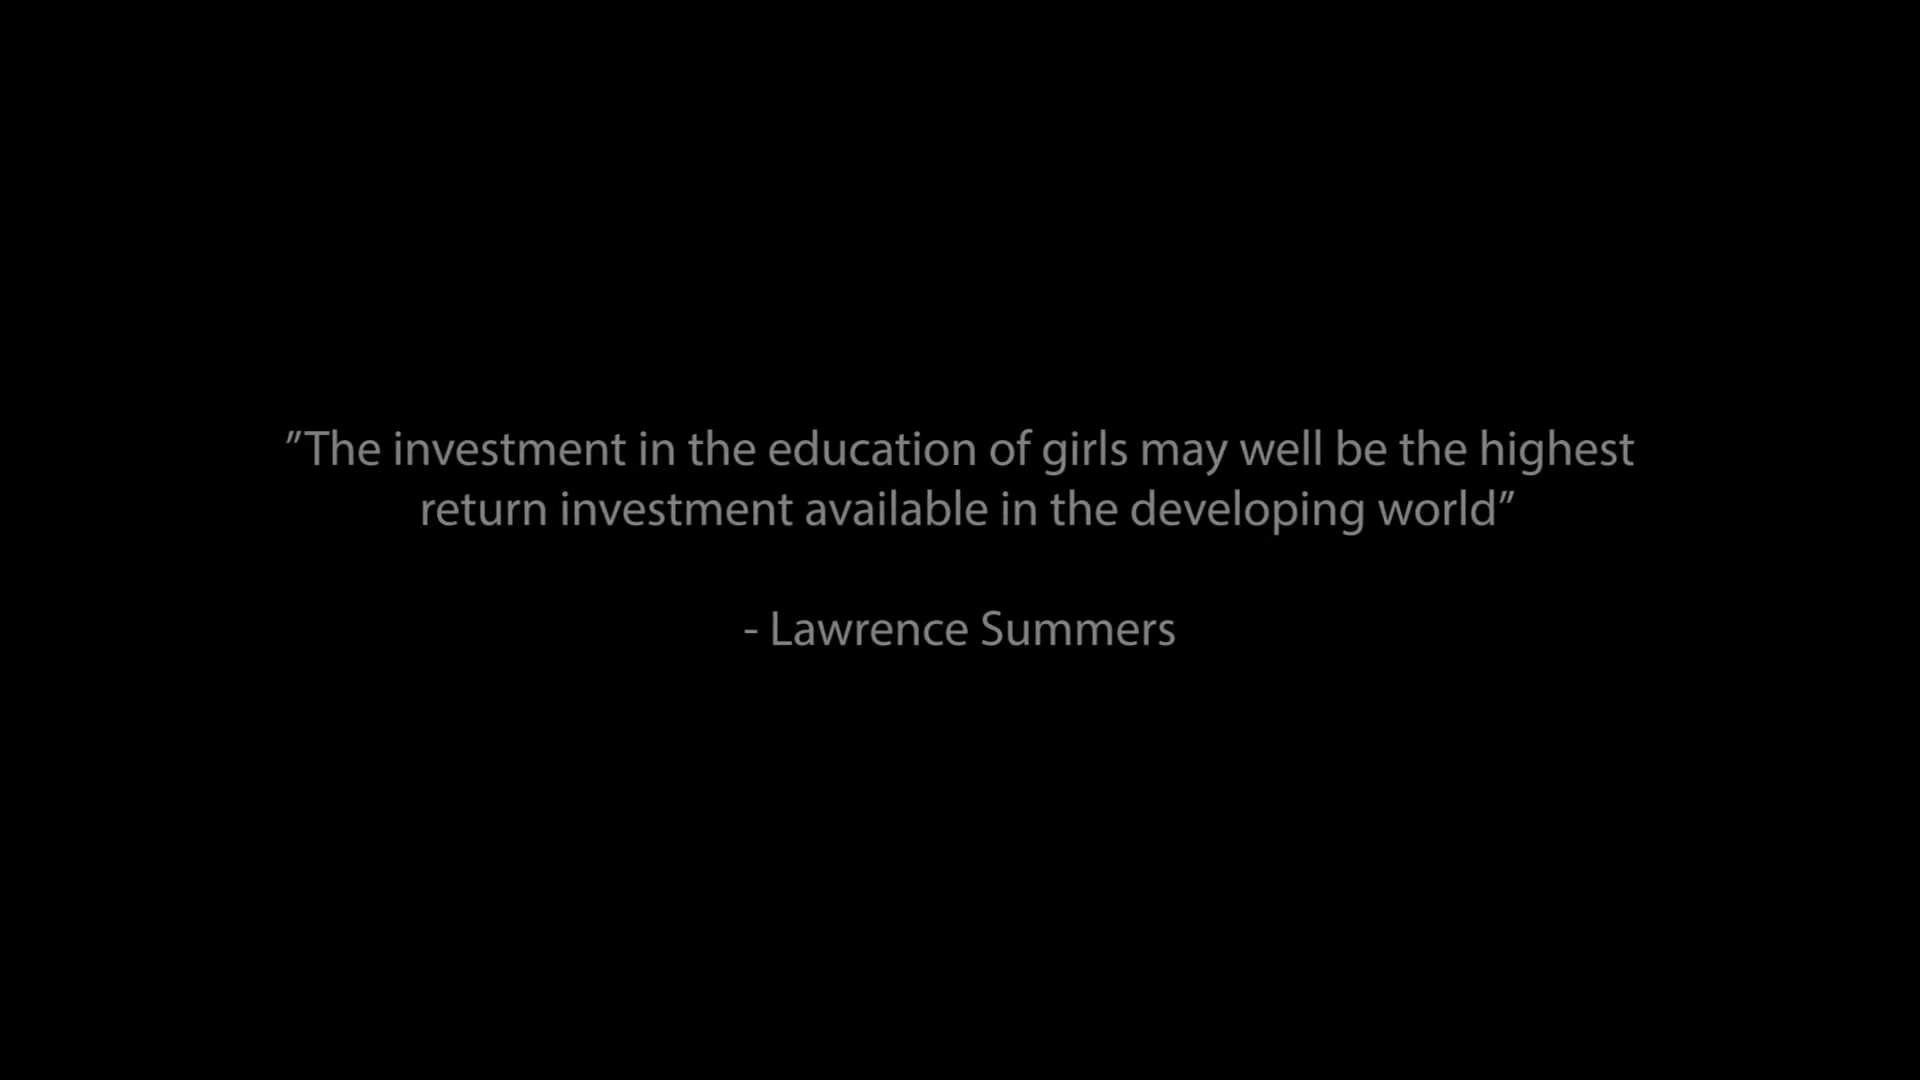 ”The investment in the education of girls may well be the highest
return investment available in the developing world”
- Lawrence Summers